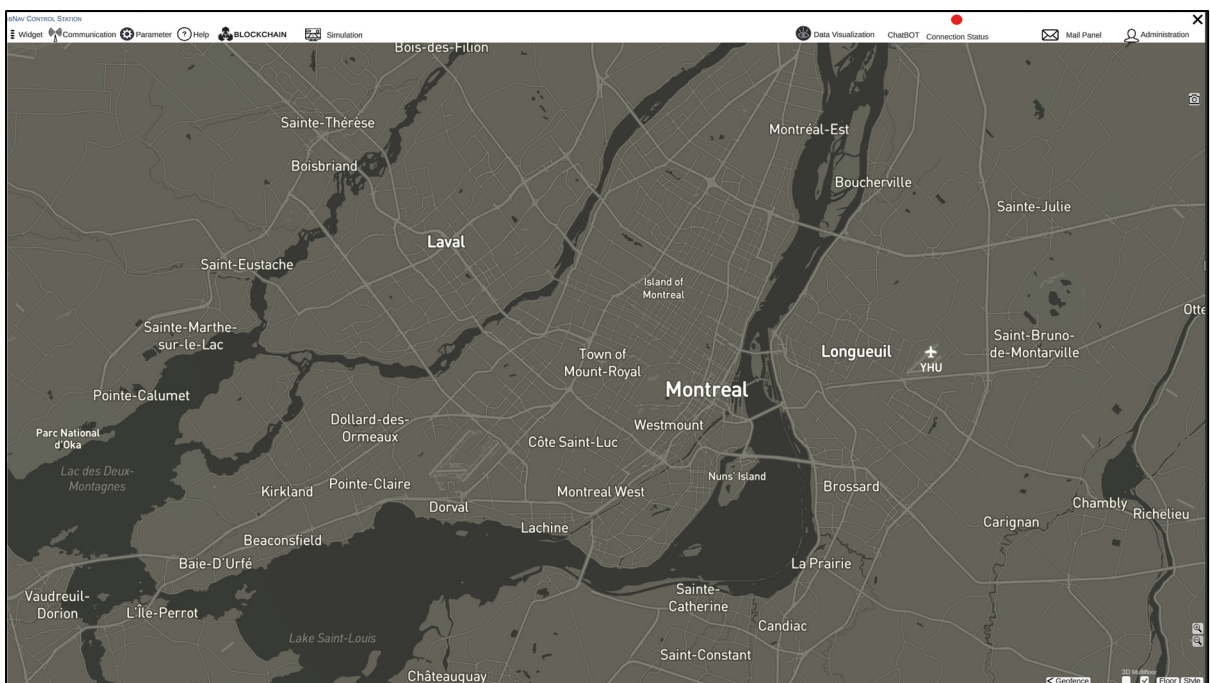 NAV CONTROL STATION
Widget Communication Parameter ? Help BLOCKCHAIN Simulation Data Visualization ChatBOT Connection Status Mail Panel Administration
Bois-des-Filion
Sainte-Thérèse
Montréal-Est
Boisbriand
Boucherville
Sainte-Julie
Laval
Saint-Eustache
Island of
Montreal
Otte
Sainte-Marthe-
sur-le-Lac
Saint-Bruno-
de-Montarville
Town of
Mount-Royal
Longueuil
YHU
Montreal
Pointe-Calumet
Dollard-des-
Ormeaux
Westmount
Parc National
d'Oka
Côte Saint-Luc
Lac des Deux-
Montagnes
Nuns' Island
Pointe-Claire
Kirkland
Montreal West
Brossard
Dorval
Chambly
Richelieu
Lachine
Carignan
Beaconsfield
Baie-D'Urfé
La Prairie
Vaudreuil-
Dorion
L'Île-Perrot
Sainte-
Catherine
Candiac
Lake Saint-Louis
Saint-Constant
Châteauguay
3D Multifloor
< Geofence Floor Style